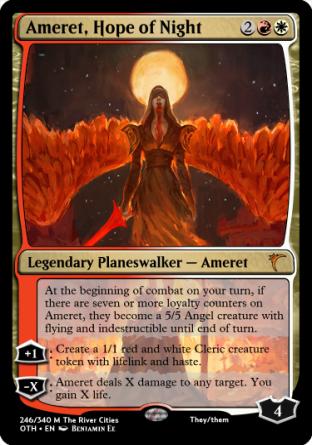 Ameret, Hope of Night 2
Legendary Planeswalker — Ameret
At the beginning of combat on your turn, if
there are seven or more loyalty counters on
Ameret, they become a 5/5 Angel creature with
flying and indestructible until end of turn.
+1 : Create a 1/1 red and white Cleric creature
token with lifelink and haste.
-X : Ameret deals X damage to any target. You
gain X life.
4
246/340 M The River Cities They/them
OTH • EN Benjamin Ee